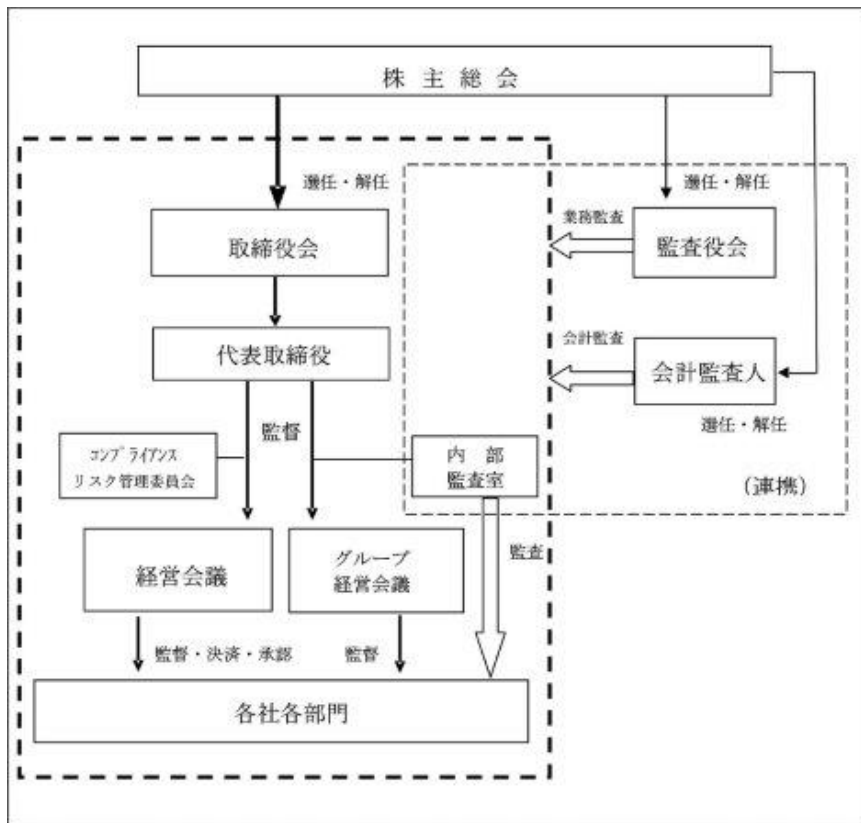 株主総会
選任・解任
選任・解任
業務監査
取締役会
監査役会
会計監査
代表取締役
会計監査人
監督
選任・解任
コンプライアンス
リスク管理委員会
内部
監査室
(連携)
監査
経営会議
グループ
経営会議
監督・決済・承認
監督
各社各部門